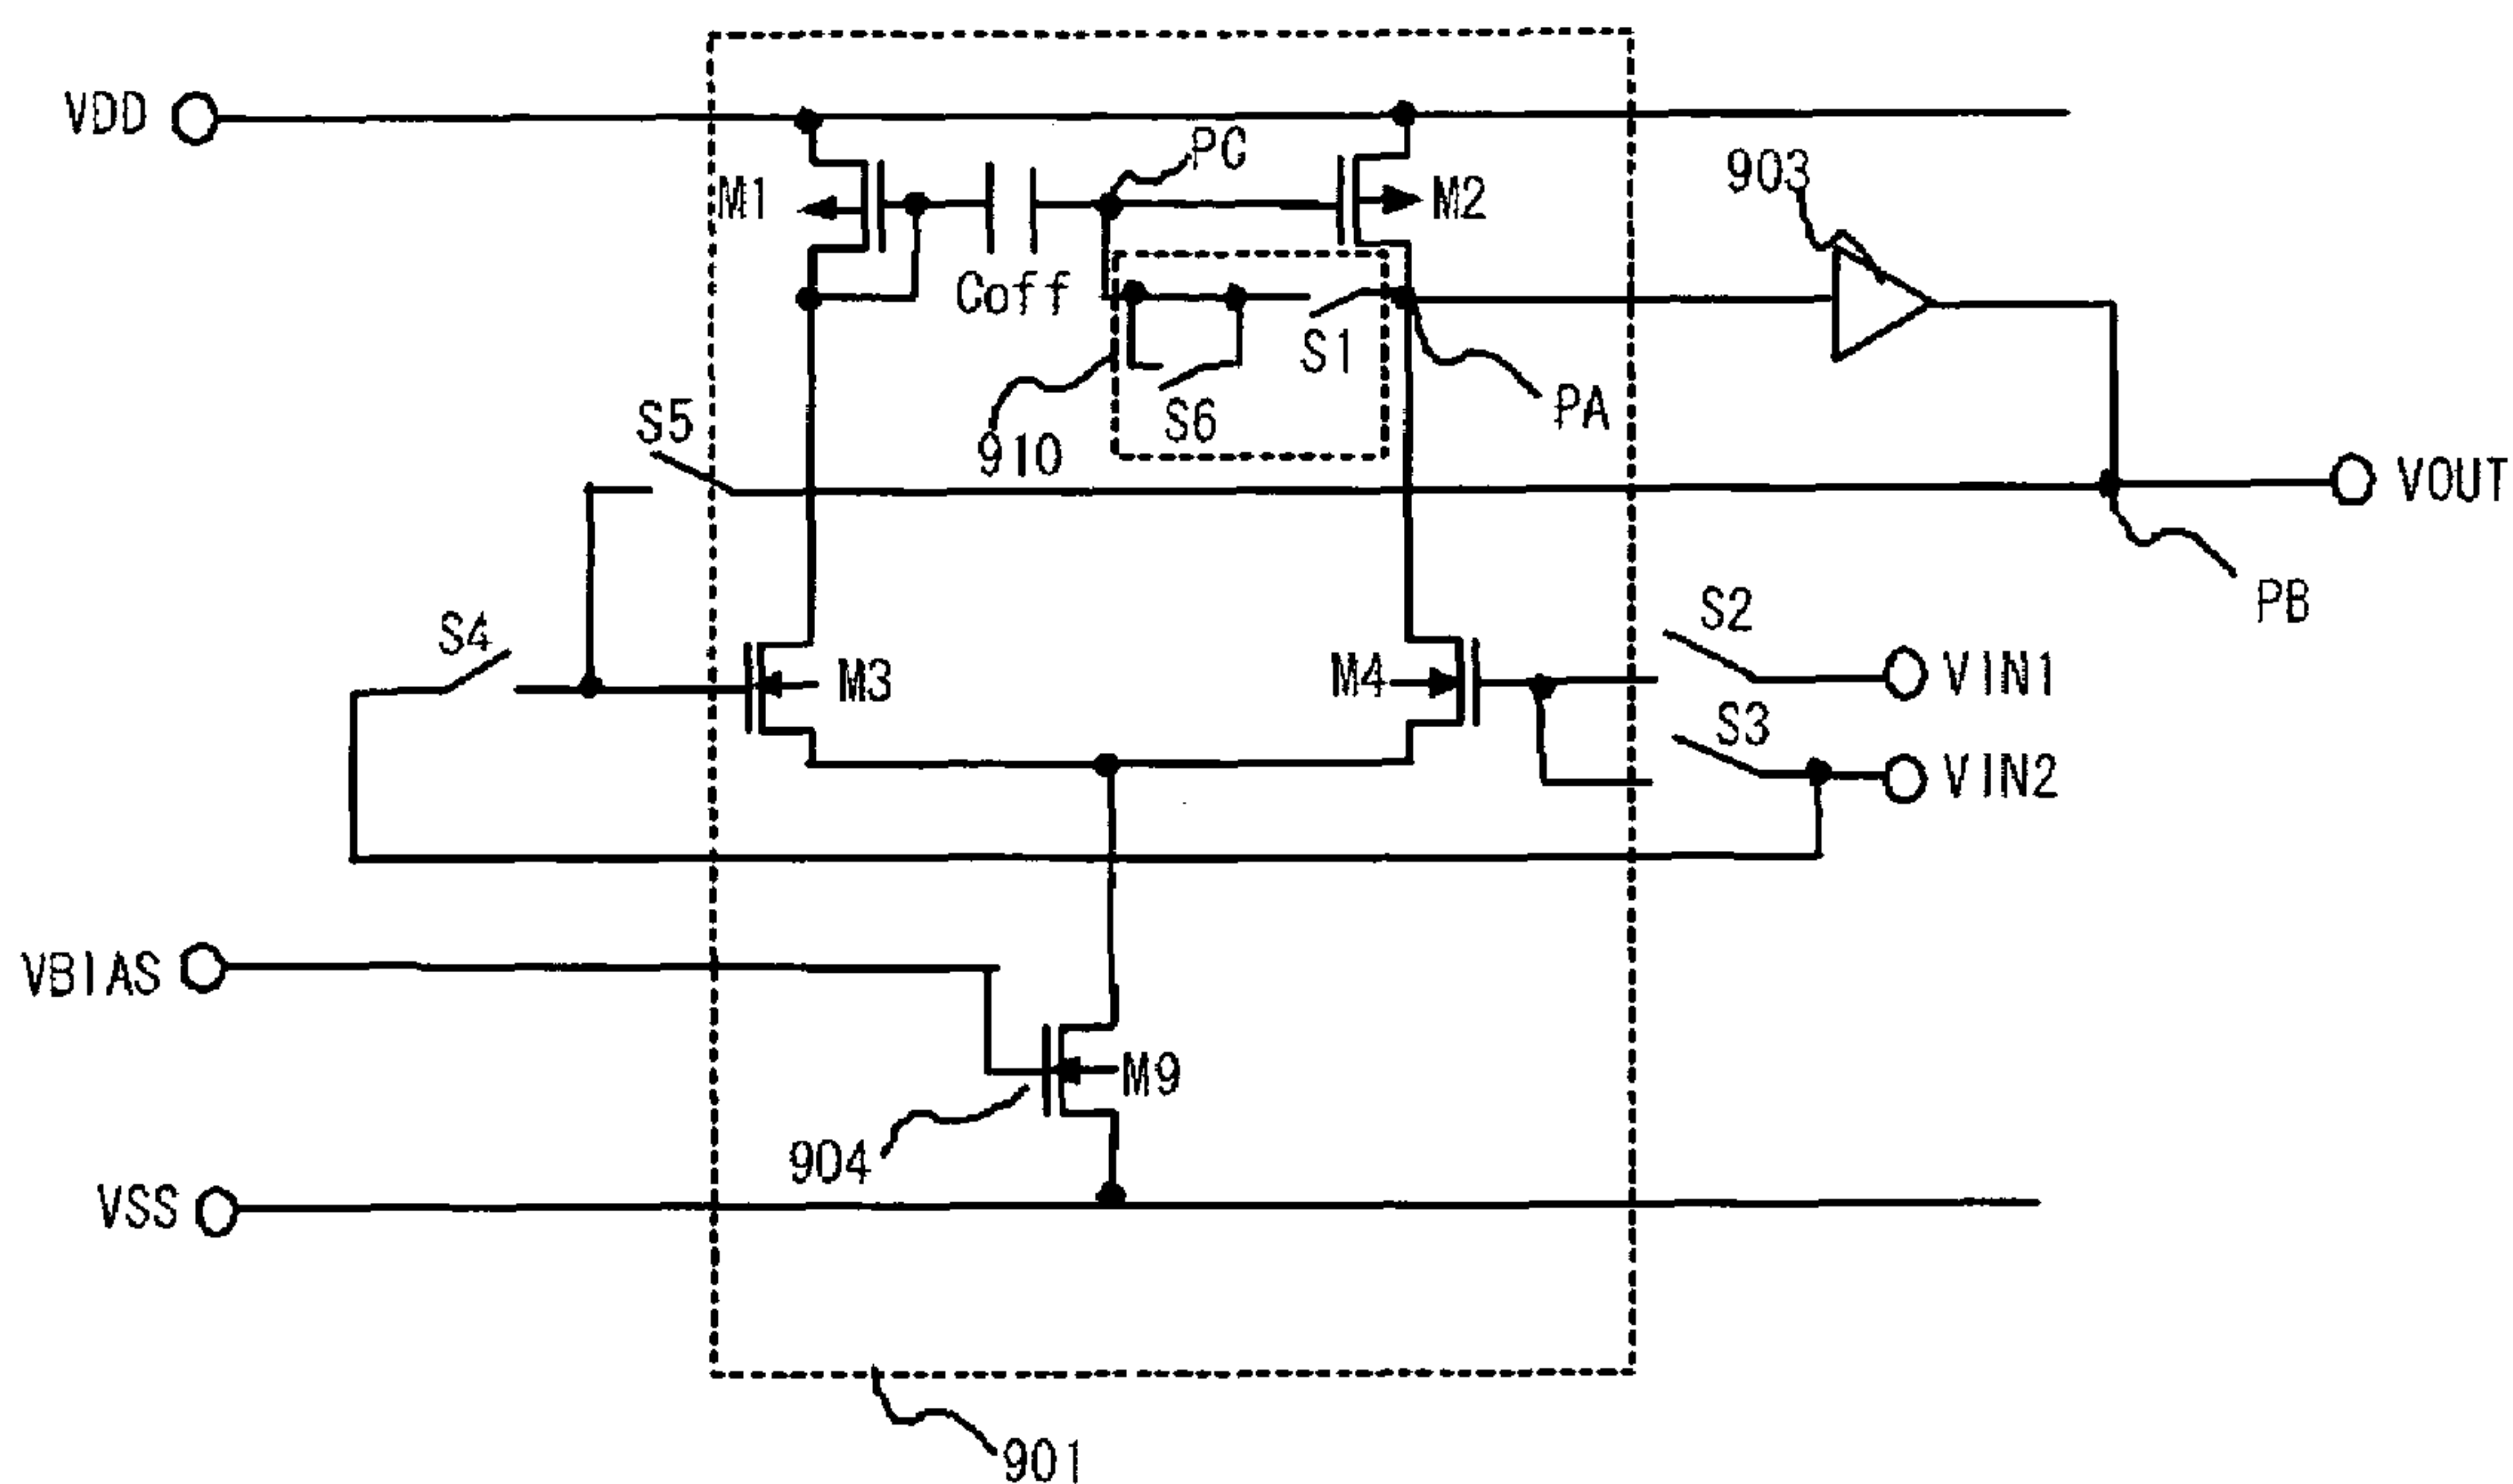 VDD
PC
903
M1
M2
Coff
S1
S5
S6
910
PA
VOUT
S4
S2
PB
M3
M4
VIN1
S3
VIN2
VBIAS
M9
904
VSS
901